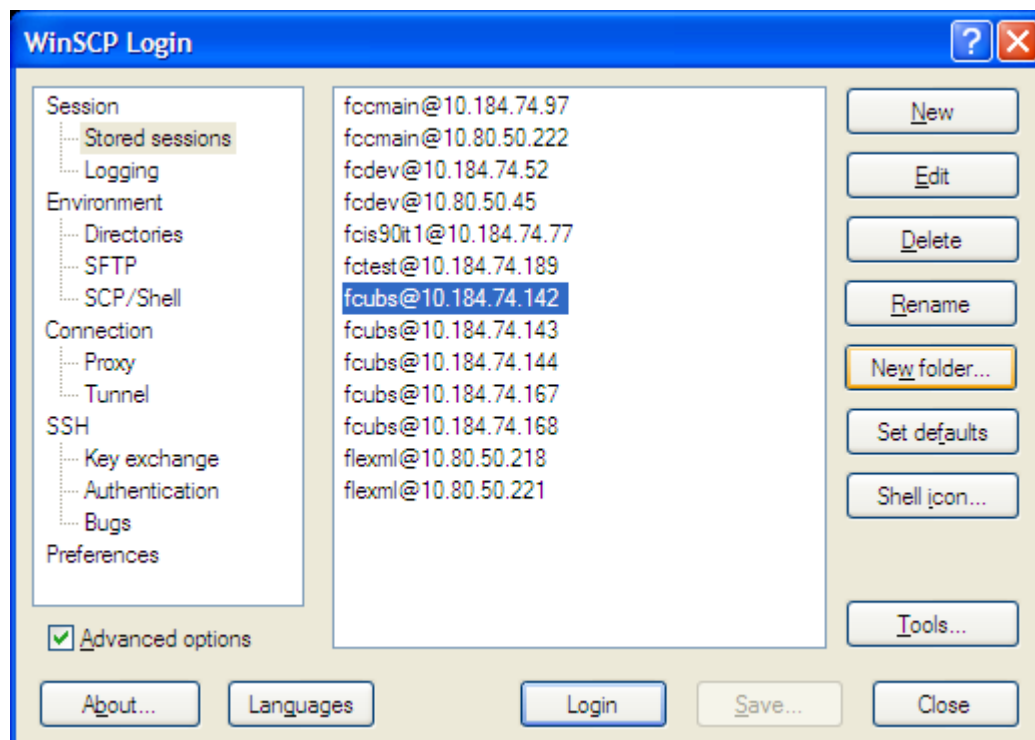 WinSCP Login
Session
Stored sessions
Logging
Environment
Directories
SFTP
SCP/Shell
Connection
Proxy
Tunnel
SSH
Key exchange
Authentication
Bugs
Preferences
Advanced options
fccmain@10.184.74.97
fccmain@10.80.50.222
fcdev@10.184.74.52
fcdev@10.80.50.45
fcis90it1@10.184.74.77
fctest@10.184.74.189
fcubs@10.184.74.142
fcubs@10.184.74.143
fcubs@10.184.74.144
fcubs@10.184.74.167
fcubs@10.184.74.168
flexml@10.80.50.218
flexml@10.80.50.221
New
Edit
Delete
Rename
New folder...
Set defaults
Shell icon...
Tools...
About...
Languages
Login
Save...
Close